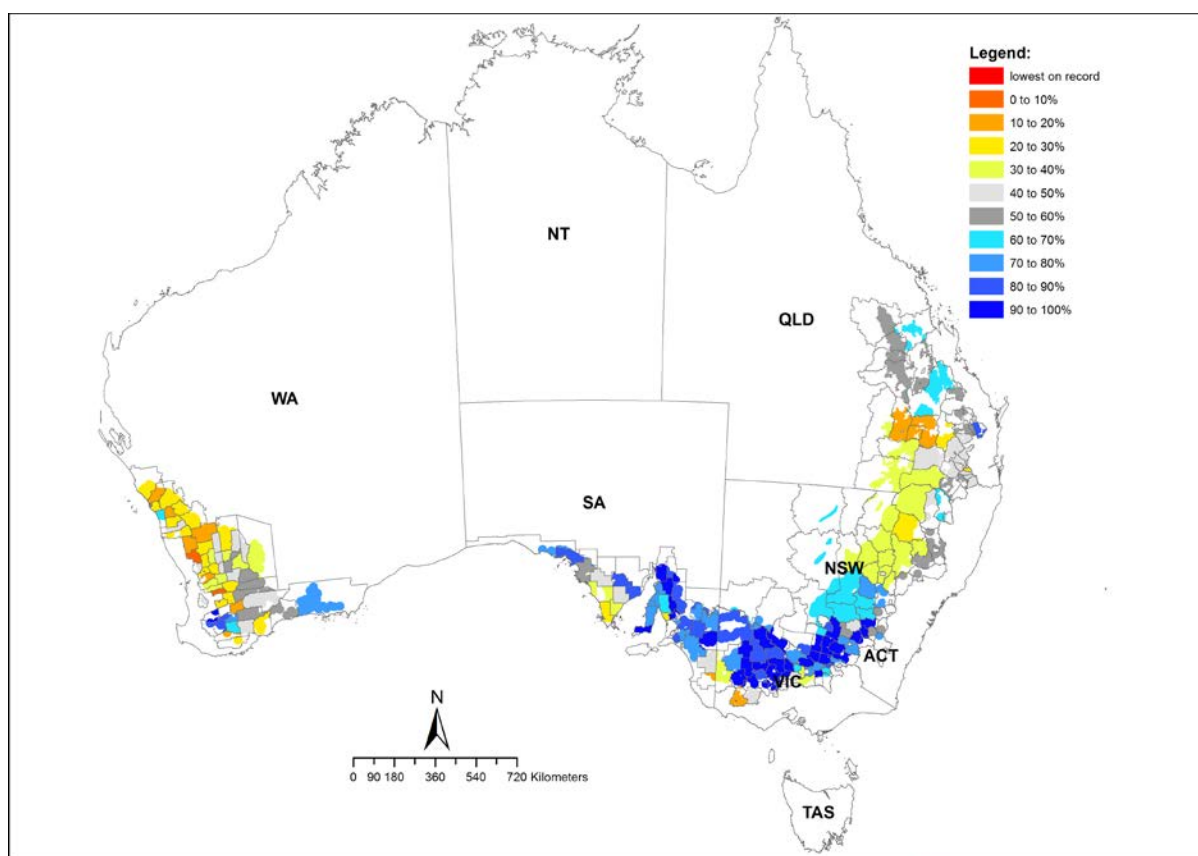 Legend:
lowest on record
0 to 10%
10 to 20%
20 to 30%
30 to 40%
40 to 50%
50 to 60%
60 to 70%
70 to 80%
80 to 90%
90 to 100%
NT
QLD
WA
SA
NSW
ACT
VIC
N
0 90 180 360 540 720 Kilometers
TAS